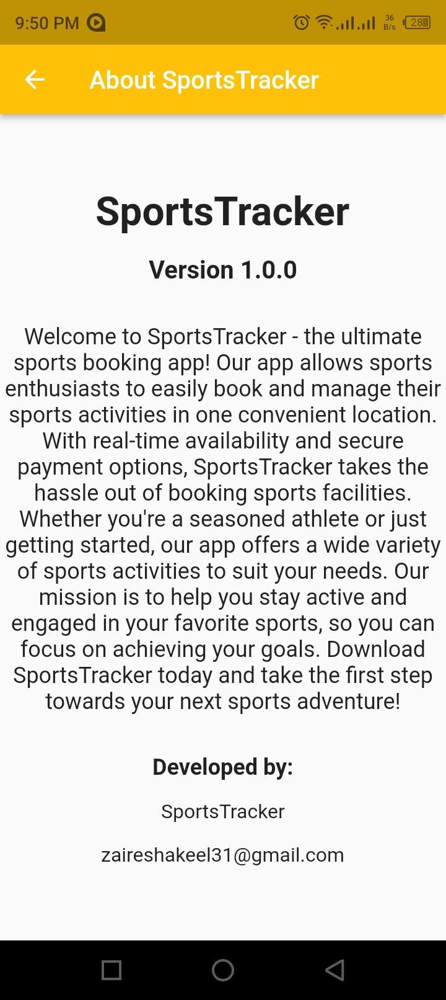 9:50 PM
36
B/s
28
About SportsTracker
SportsTracker
Version 1.0.0
Welcome to SportsTracker - the ultimate
sports booking app! Our app allows sports
enthusiasts to easily book and manage their
sports activities in one convenient location.
With real-time availability and secure
payment options, SportsTracker takes the
hassle out of booking sports facilities.
Whether you're a seasoned athlete or just
getting started, our app offers a wide variety
of sports activities to suit your needs. Our
mission is to help you stay active and
engaged in your favorite sports, so you can
focus on achieving your goals. Download
SportsTracker today and take the first step
towards your next sports adventure!
Developed by:
SportsTracker
zaireshakeel31@gmail.com